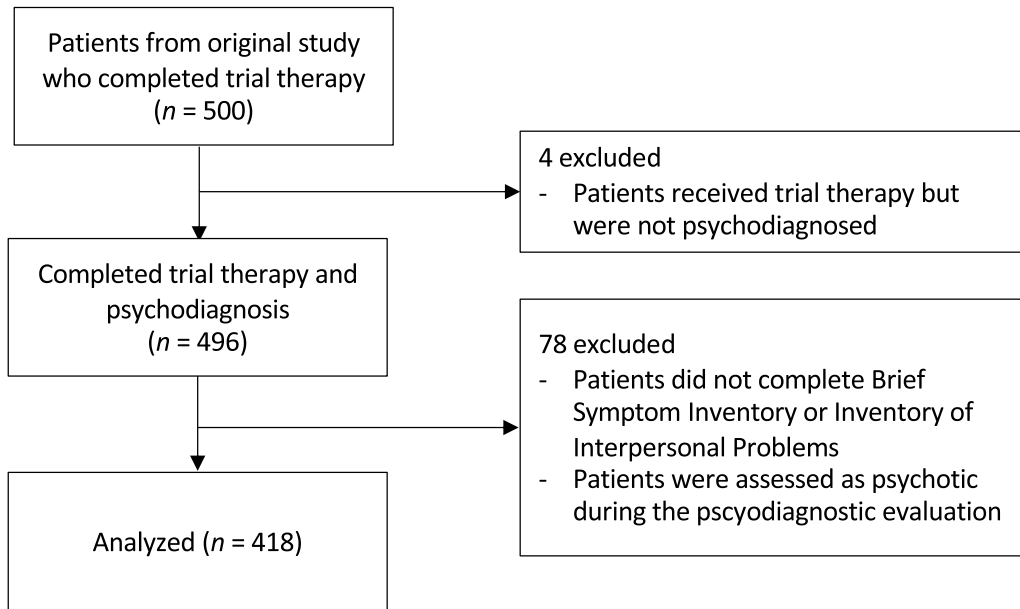 Patients from original study
who completed trial therapy
(n = 500)
4 excluded
- Patients received trial therapy but
were not psychodiagnosed
Completed trial therapy and
psychodiagnosis
(n = 496)
78 excluded
- Patients did not complete Brief
Symptom Inventory or Inventory of
Interpersonal Problems
- Patients were assessed as psychotic
during the pscyodiagnostic evaluation
Analyzed (n = 418)